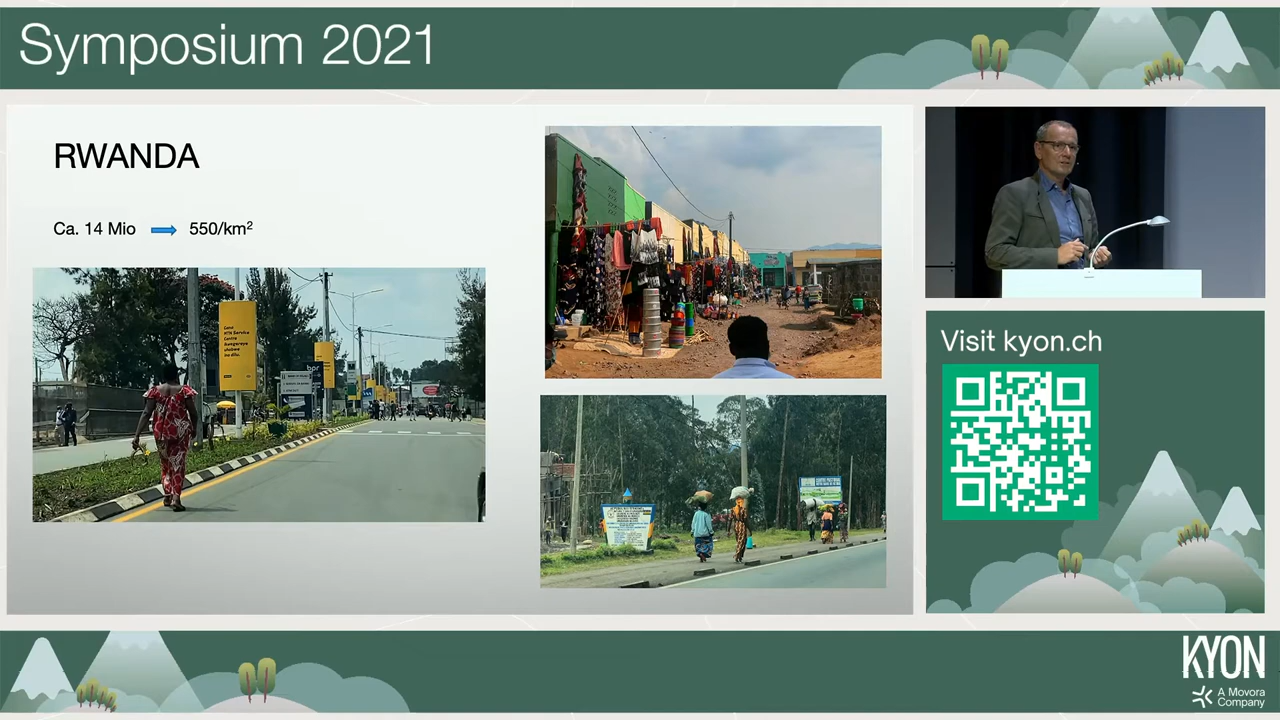 Symposium 2021
RWANDA
Ca. 14 Mio
550/km²
Visit kyon.ch
KYON
A Movora
Company